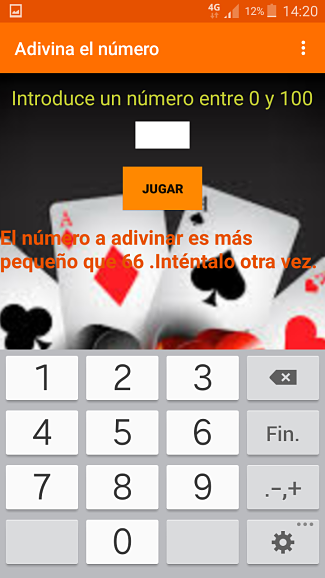 4G 12% 14:20
Adivina el número
Introduce un número entre 0 y 100
JUGAR
A
El número a adivinar es más
pequeño que 66 .Inténtalo otra vez.
1 2 3
4 5 6 Fin.
7 8 9 .-,+
0